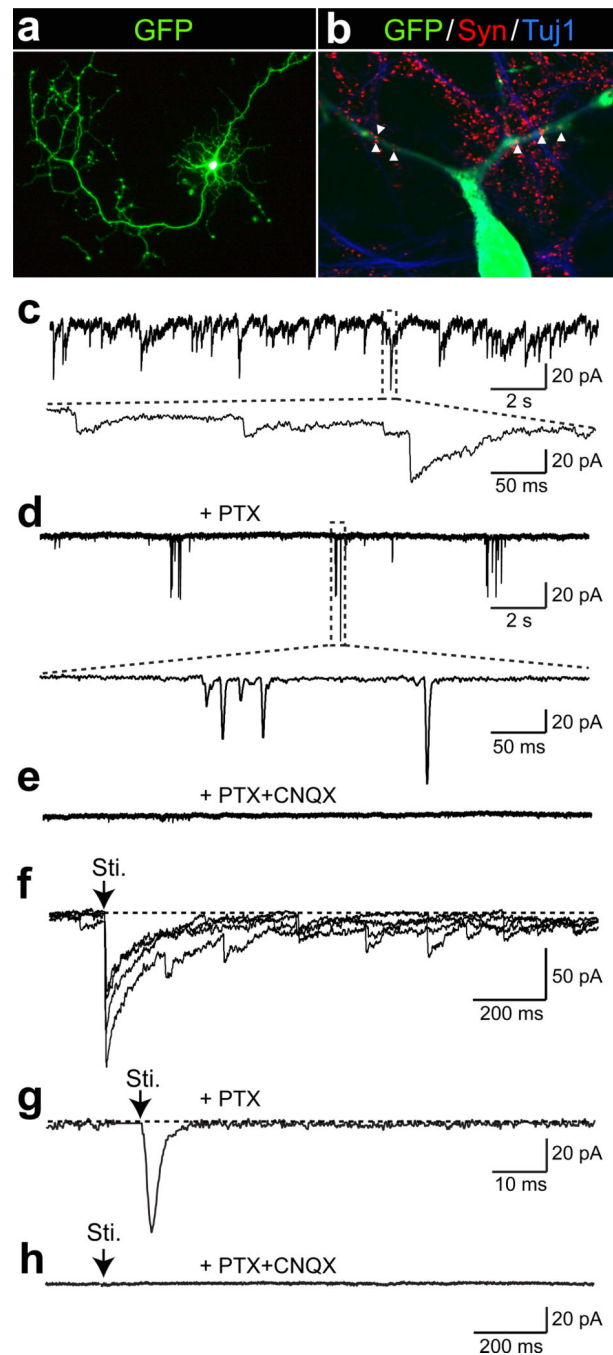 a
GFP
b
GFP/Syn/Tuj1
c
20 pA
2 s
20 pA
50 ms
d
+ PTX
20 pA
2 s
20 pA
50 ms
e
+ PTX+CNQX
f
Sti.
50 pA
200 ms
g
Sti.
+ PTX
20 pA
10 ms
h
Sti.
+ PTX+CNQX
20 pA
200 ms